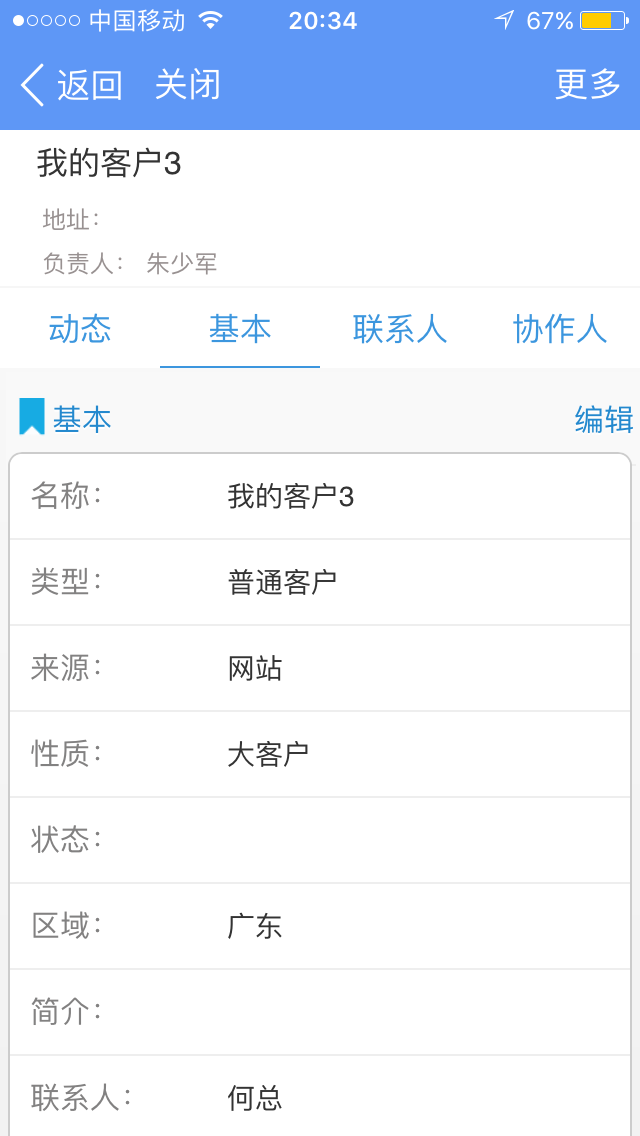 中国移动 20:34 67%
返回 关闭 更多
我的客户3
地址：
负责人： 朱少军
动态 基本 联系人 协作人
基本 编辑
名称： 我的客户3
类型： 普通客户
来源： 网站
性质： 大客户
状态：
区域： 广东
简介：
联系人： 何总